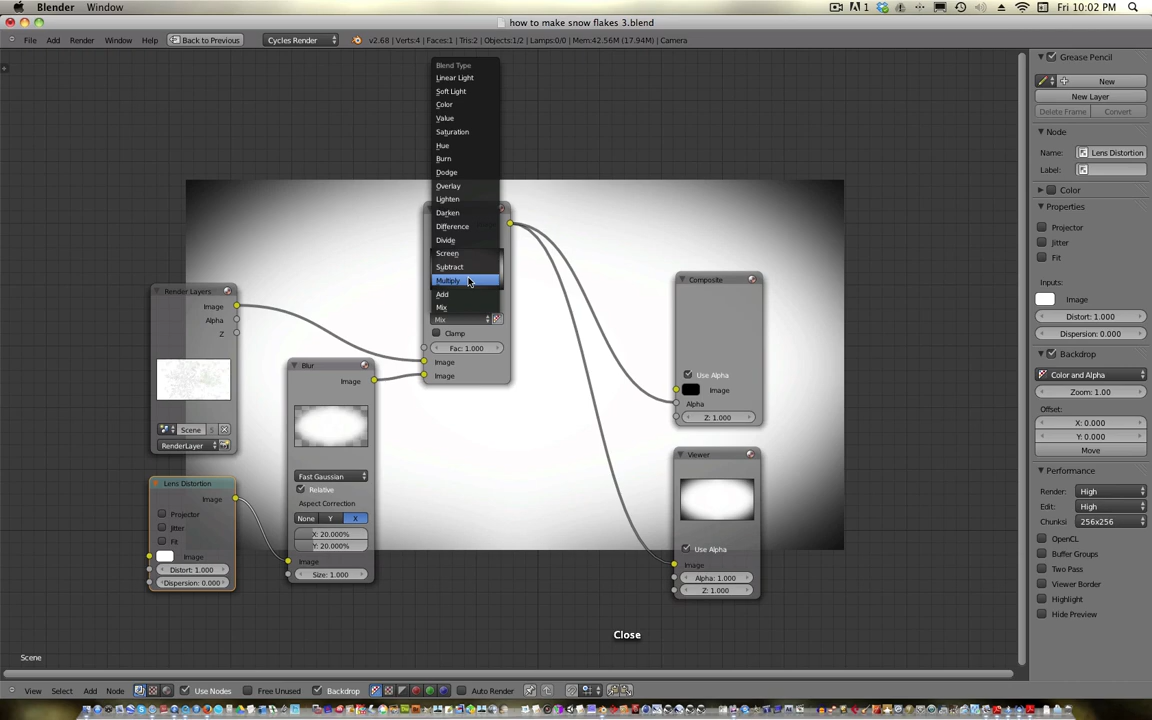 Blender Window
Fri 10:02 PM
how to make snow flakes 3.blend
File Add Render Window Help Back to Previous Cycles Render v2.68 | Verts:4 | Faces:1 | Tris:2 | Objects:1/2 | Lamps:0/0 | Mem:42.56M (17.94M) | Camera
Blend Type
Linear Light
Soft Light
Color
Value
Saturation
Hue
Burn
Dodge
Overlay
Lighten
Darken
Difference
Divide
Screen
Subtract
Multiply
Add
Mix
Mix
Clamp
Fac: 1.000
Image
Image
Render Layers
Image
Alpha
Z
Scene 5
RenderLayer
Blur
Image
Fast Gaussian
Relative
Aspect Correction
None Y X
X: 20.000%
Y: 20.000%
Image
Size: 1.000
Lens Distortion
Image
Projector
Jitter
Fit
Image
Distort: 1.000
Dispersion: 0.000
Composite
Use Alpha
Image
Alpha
Z: 1.000
Viewer
Use Alpha
Image
Alpha: 1.000
Z: 1.000
Close
Scene
Grease Pencil
New
New Layer
Delete Frame Convert
Node
Name: Lens Distortion
Label:
Color
Properties
Projector
Jitter
Fit
Inputs:
Image
Distort: 1.000
Dispersion: 0.000
Backdrop
Color and Alpha
Zoom: 1.00
Offset:
X: 0.000
Y: 0.000
Move
Performance
Render: High
Edit: High
Chunksi 256x256
OpenCL
Buffer Groups
Two Pass
Viewer Border
Highlight
Hide Preview
View Select Add Node Use Nodes Free Unused Backdrop Auto Render